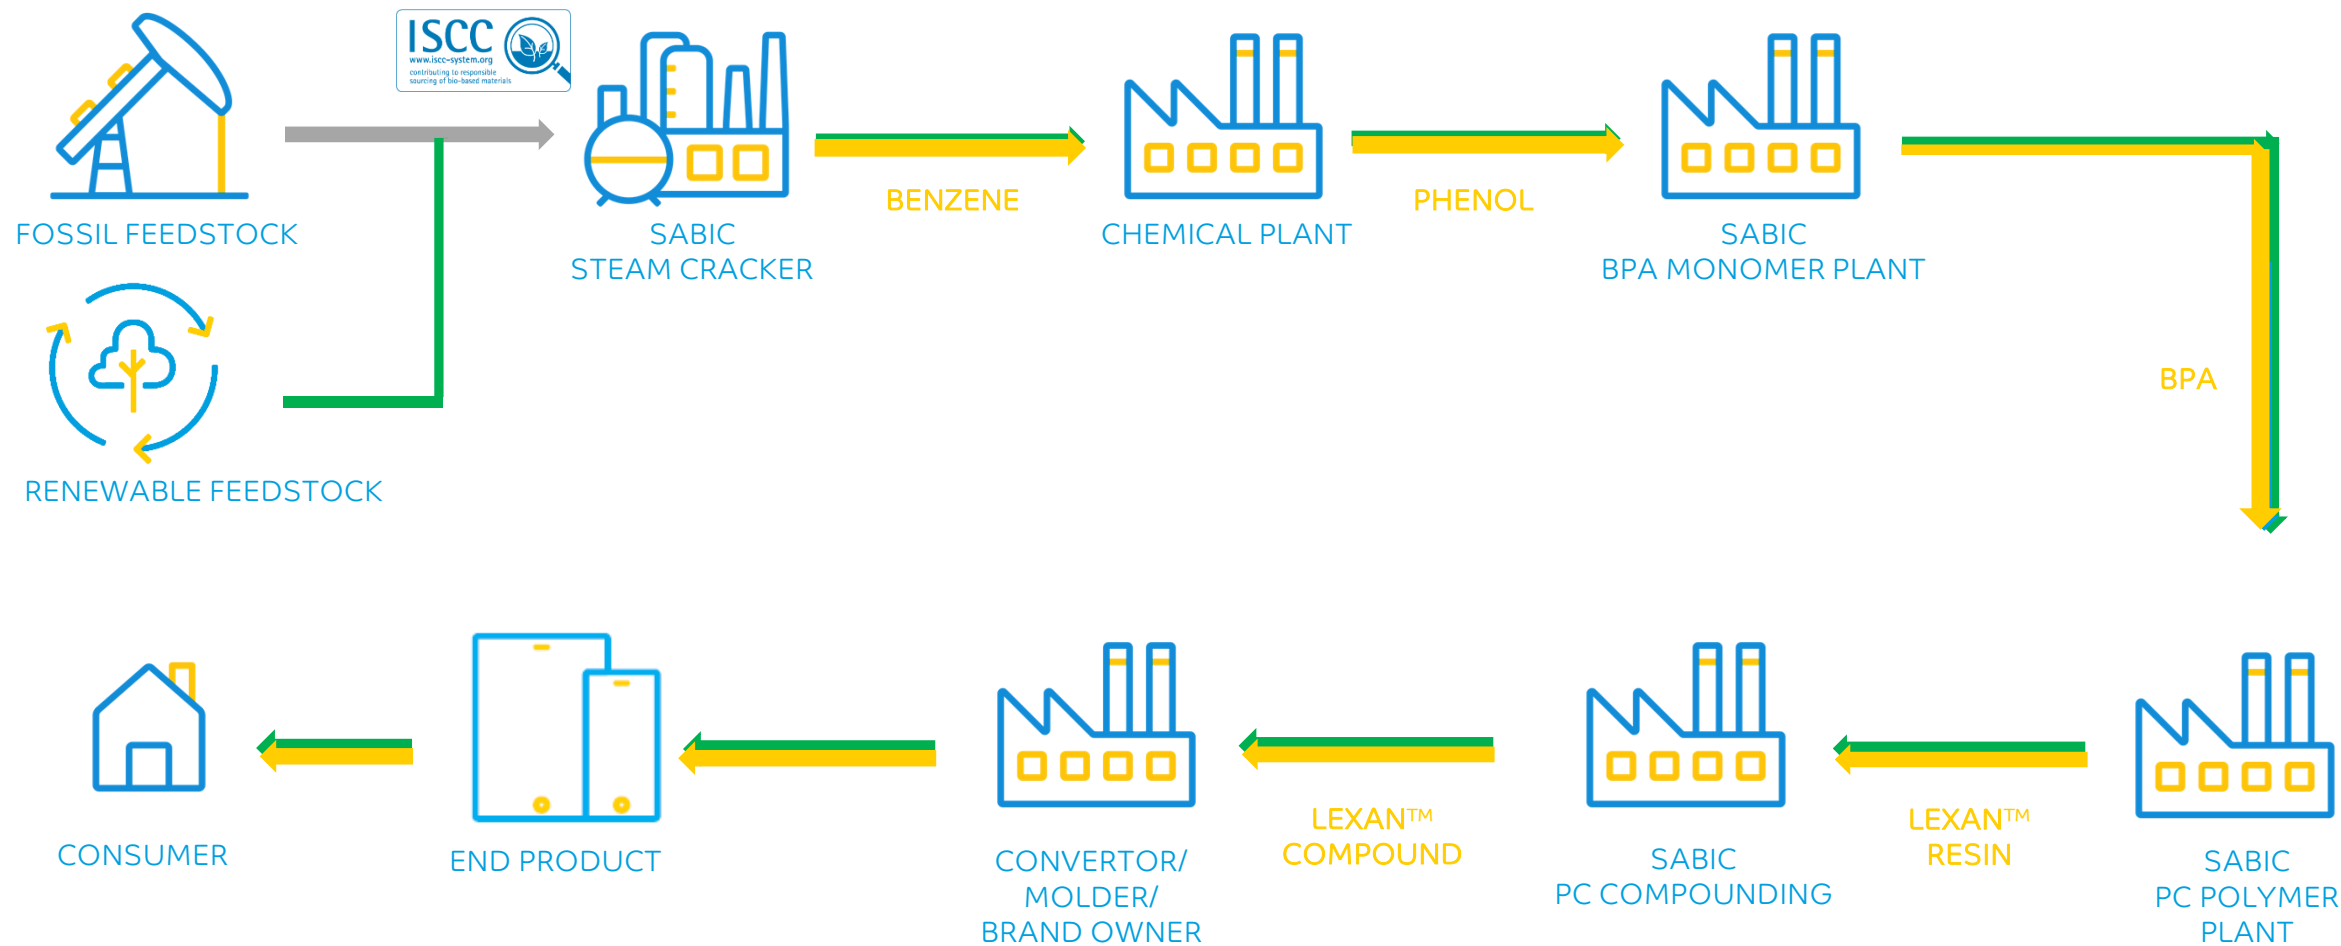 ISCC
www.iscc-system.org
contributing to responsible
sourcing of bio-based materials
FOSSIL FEEDSTOCK
SABIC
STEAM CRACKER
BENZENE
CHEMICAL PLANT
PHENOL
SABIC
BPA MONOMER PLANT
BPA
RENEWABLE FEEDSTOCK
CONSUMER
END PRODUCT
CONVERTOR/
MOLDER/
BRAND OWNER
LEXAN™
COMPOUND
SABIC
PC COMPOUNDING
LEXAN™
RESIN
SABIC
PC POLYMER
PLANT